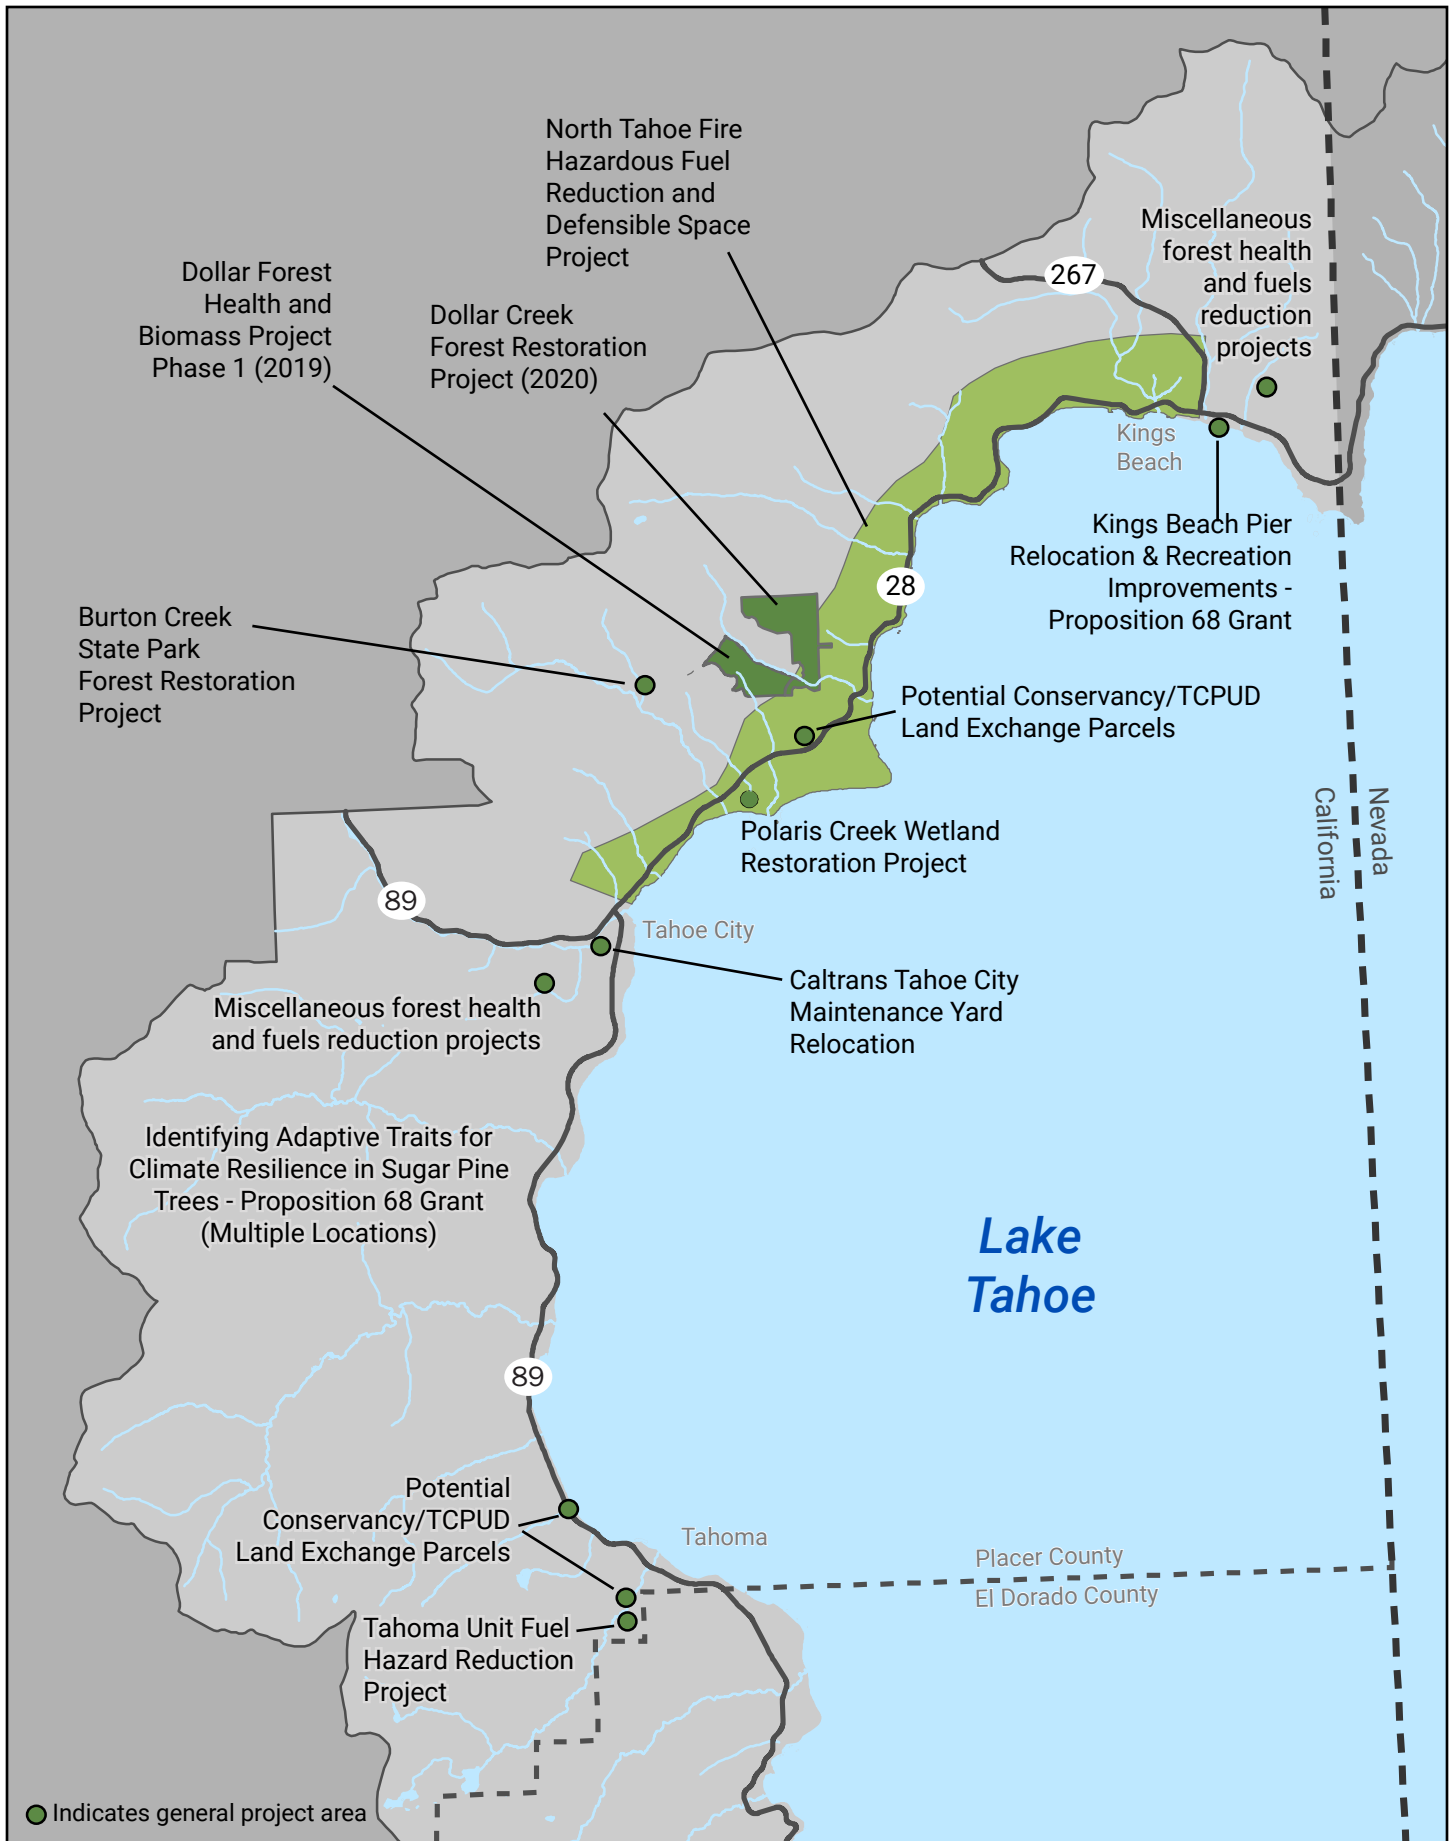 North Tahoe Fire
Hazardous Fuel
Reduction and
Defensible Space
Project
Miscellaneous
forest health
and fuels
reduction
projects
267
Dollar Forest
Health and
Biomass Project
Phase 1 (2019)
Dollar Creek
Forest Restoration
Project (2020)
Kings
Beach
Kings Beach Pier
Relocation & Recreation
Improvements -
Proposition 68 Grant
28
Burton Creek
State Park
Forest Restoration
Project
Potential Conservancy/TCPUD
Land Exchange Parcels
Polaris Creek Wetland
Restoration Project
California
Nevada
89
Tahoe City
Caltrans Tahoe City
Maintenance Yard
Relocation
Miscellaneous forest health
and fuels reduction projects
Identifying Adaptive Traits for
Climate Resilience in Sugar Pine
Trees - Proposition 68 Grant
(Multiple Locations)
Lake
Tahoe
89
Potential
Conservancy/TCPUD
Land Exchange Parcels
Tahoma
Placer County
El Dorado County
Tahoma Unit Fuel
Hazard Reduction
Project
Indicates general project area